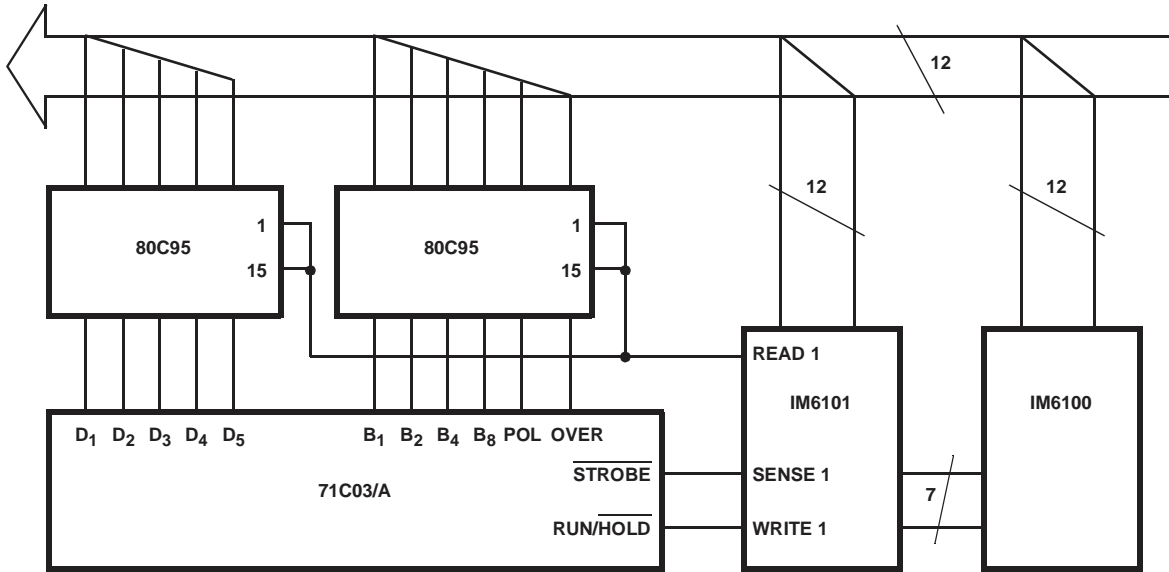 12
12
12
80C95
1
15
80C95
1
15
READ 1
IM6101
IM6100
D1 D2 D3 D4 D5
B1 B2 B4 B8 POL OVER
71C03/A
STROBE
SENSE 1
7
RUN/HOLD
WRITE 1